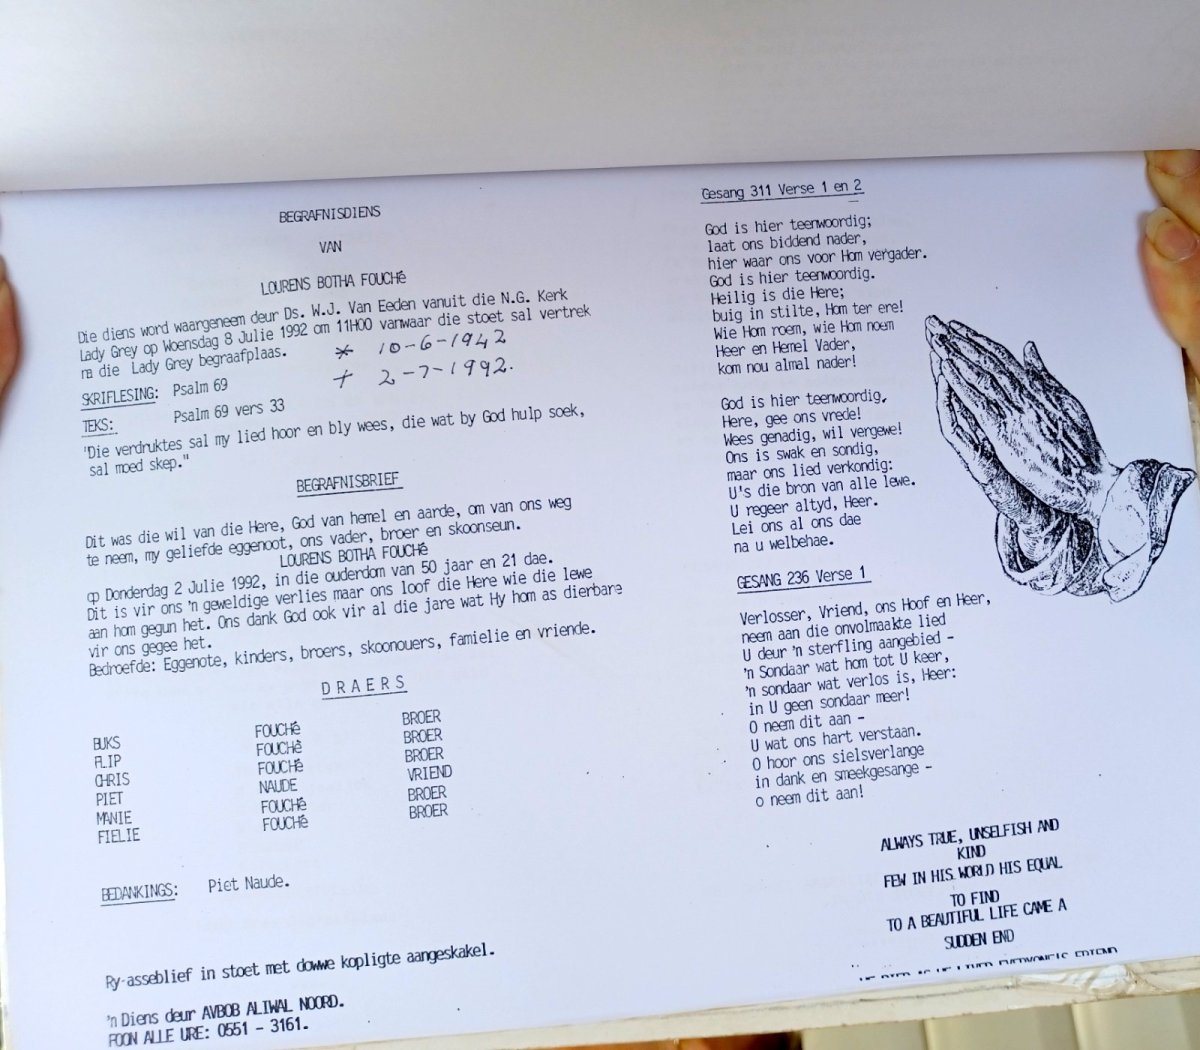 BEGRAFNISDIENS
VAN
LOURENS BOTHA FOUCHé
Die diens word waargeneem deur Ds. W.J. Van Eeden vanuit die N.G. Kerk
Lady Grey op Woensdag 8 Julie 1992 om 11H00 vanwaar die stoet sal vertrek
na die Lady Grey begraafplaas.
* 10-6-1942
+ 2-7-1992.
SKRIFLESING: Psalm 69
TEKS: Psalm 69 vers 33
'Die verdruktes sal my lied hoor en bly wees, die wat by God hulp soek,
sal moed skep."
BEGRAFNISBRIEF
Dit was die wil van die Here, God van hemel en aarde, om van ons weg
te neem, my geliefde eggenoot, ons vader, broer en skoonseun.
LOURENS BOTHA FOUCHé
op Donderdag 2 Julie 1992, in die ouderdom van 50 jaar en 21 dae.
Dit is vir ons 'n geweldige verlies maar ons loof die Here wie die lewe
aan hom gegun het. Ons dank God ook vir al die jare wat Hy hom as dierbare
vir ons gegee het.
Bedroefde: Eggenote, kinders, broers, skoonouers, famielie en vriende.
DRAERS
BUKS FOUCHé BROER
FLIP FOUCHè BROER
CHRIS FOUCHé BROER
PIET NAUDE VRIEND
MANIE FOUCHé BROER
FIELIE FOUCHé BROER
BEDANKINGS: Piet Naude.
Ry-asseblief in stoet met dowwe kopligte aangeskakel.
'n Diens deur AVBOB ALIWAL NOORD.
FOON ALLE URE: 0551 - 3161.
Gesang 311 Verse 1 en 2
God is hier teenwoordig;
laat ons biddend nader,
hier waar ons voor Hom vergader.
God is hier teenwoordig.
Heilig is die Here;
buig in stilte, Hom ter ere!
Wie Hom roem, wie Hom noem
Heer en Hemel Vader,
kom nou almal nader!
God is hier teenwoordig.
Here, gee ons vrede!
Wees genadig, wil vergewe!
Ons is swak en sondig,
maar ons lied verkondig:
U's die bron van alle lewe.
U regeer altyd, Heer.
Lei ons al ons dae
na u welbehae.
GESANG 236 Verse 1
Verlosser, Vriend, ons Hoof en Heer,
neem aan die onvolmaakte lied
U deur 'n sterfling aangebied -
'n Sondaar wat hom tot U keer,
'n sondaar wat verlos is, Heer:
in U geen sondaar meer!
O neem dit aan -
U wat ons hart verstaan.
O hoor ons sielsverlange
in dank en smeekgesange -
o neem dit aan!
ALWAYS TRUE, UNSELFISH AND
KIND
FEW IN HIS WORLD HIS EQUAL
TO FIND
TO A BEAUTIFUL LIFE CAME A
SUDDEN END